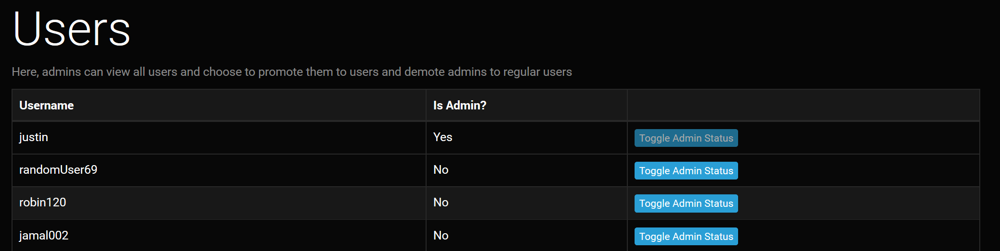 Users
Here, admins can view all users and choose to promote them to users and demote admins to regular users
Username Is Admin?
justin Yes Toggle Admin Status
randomUser69 No Toggle Admin Status
robin120 No Toggle Admin Status
jamal002 No Toggle Admin Status